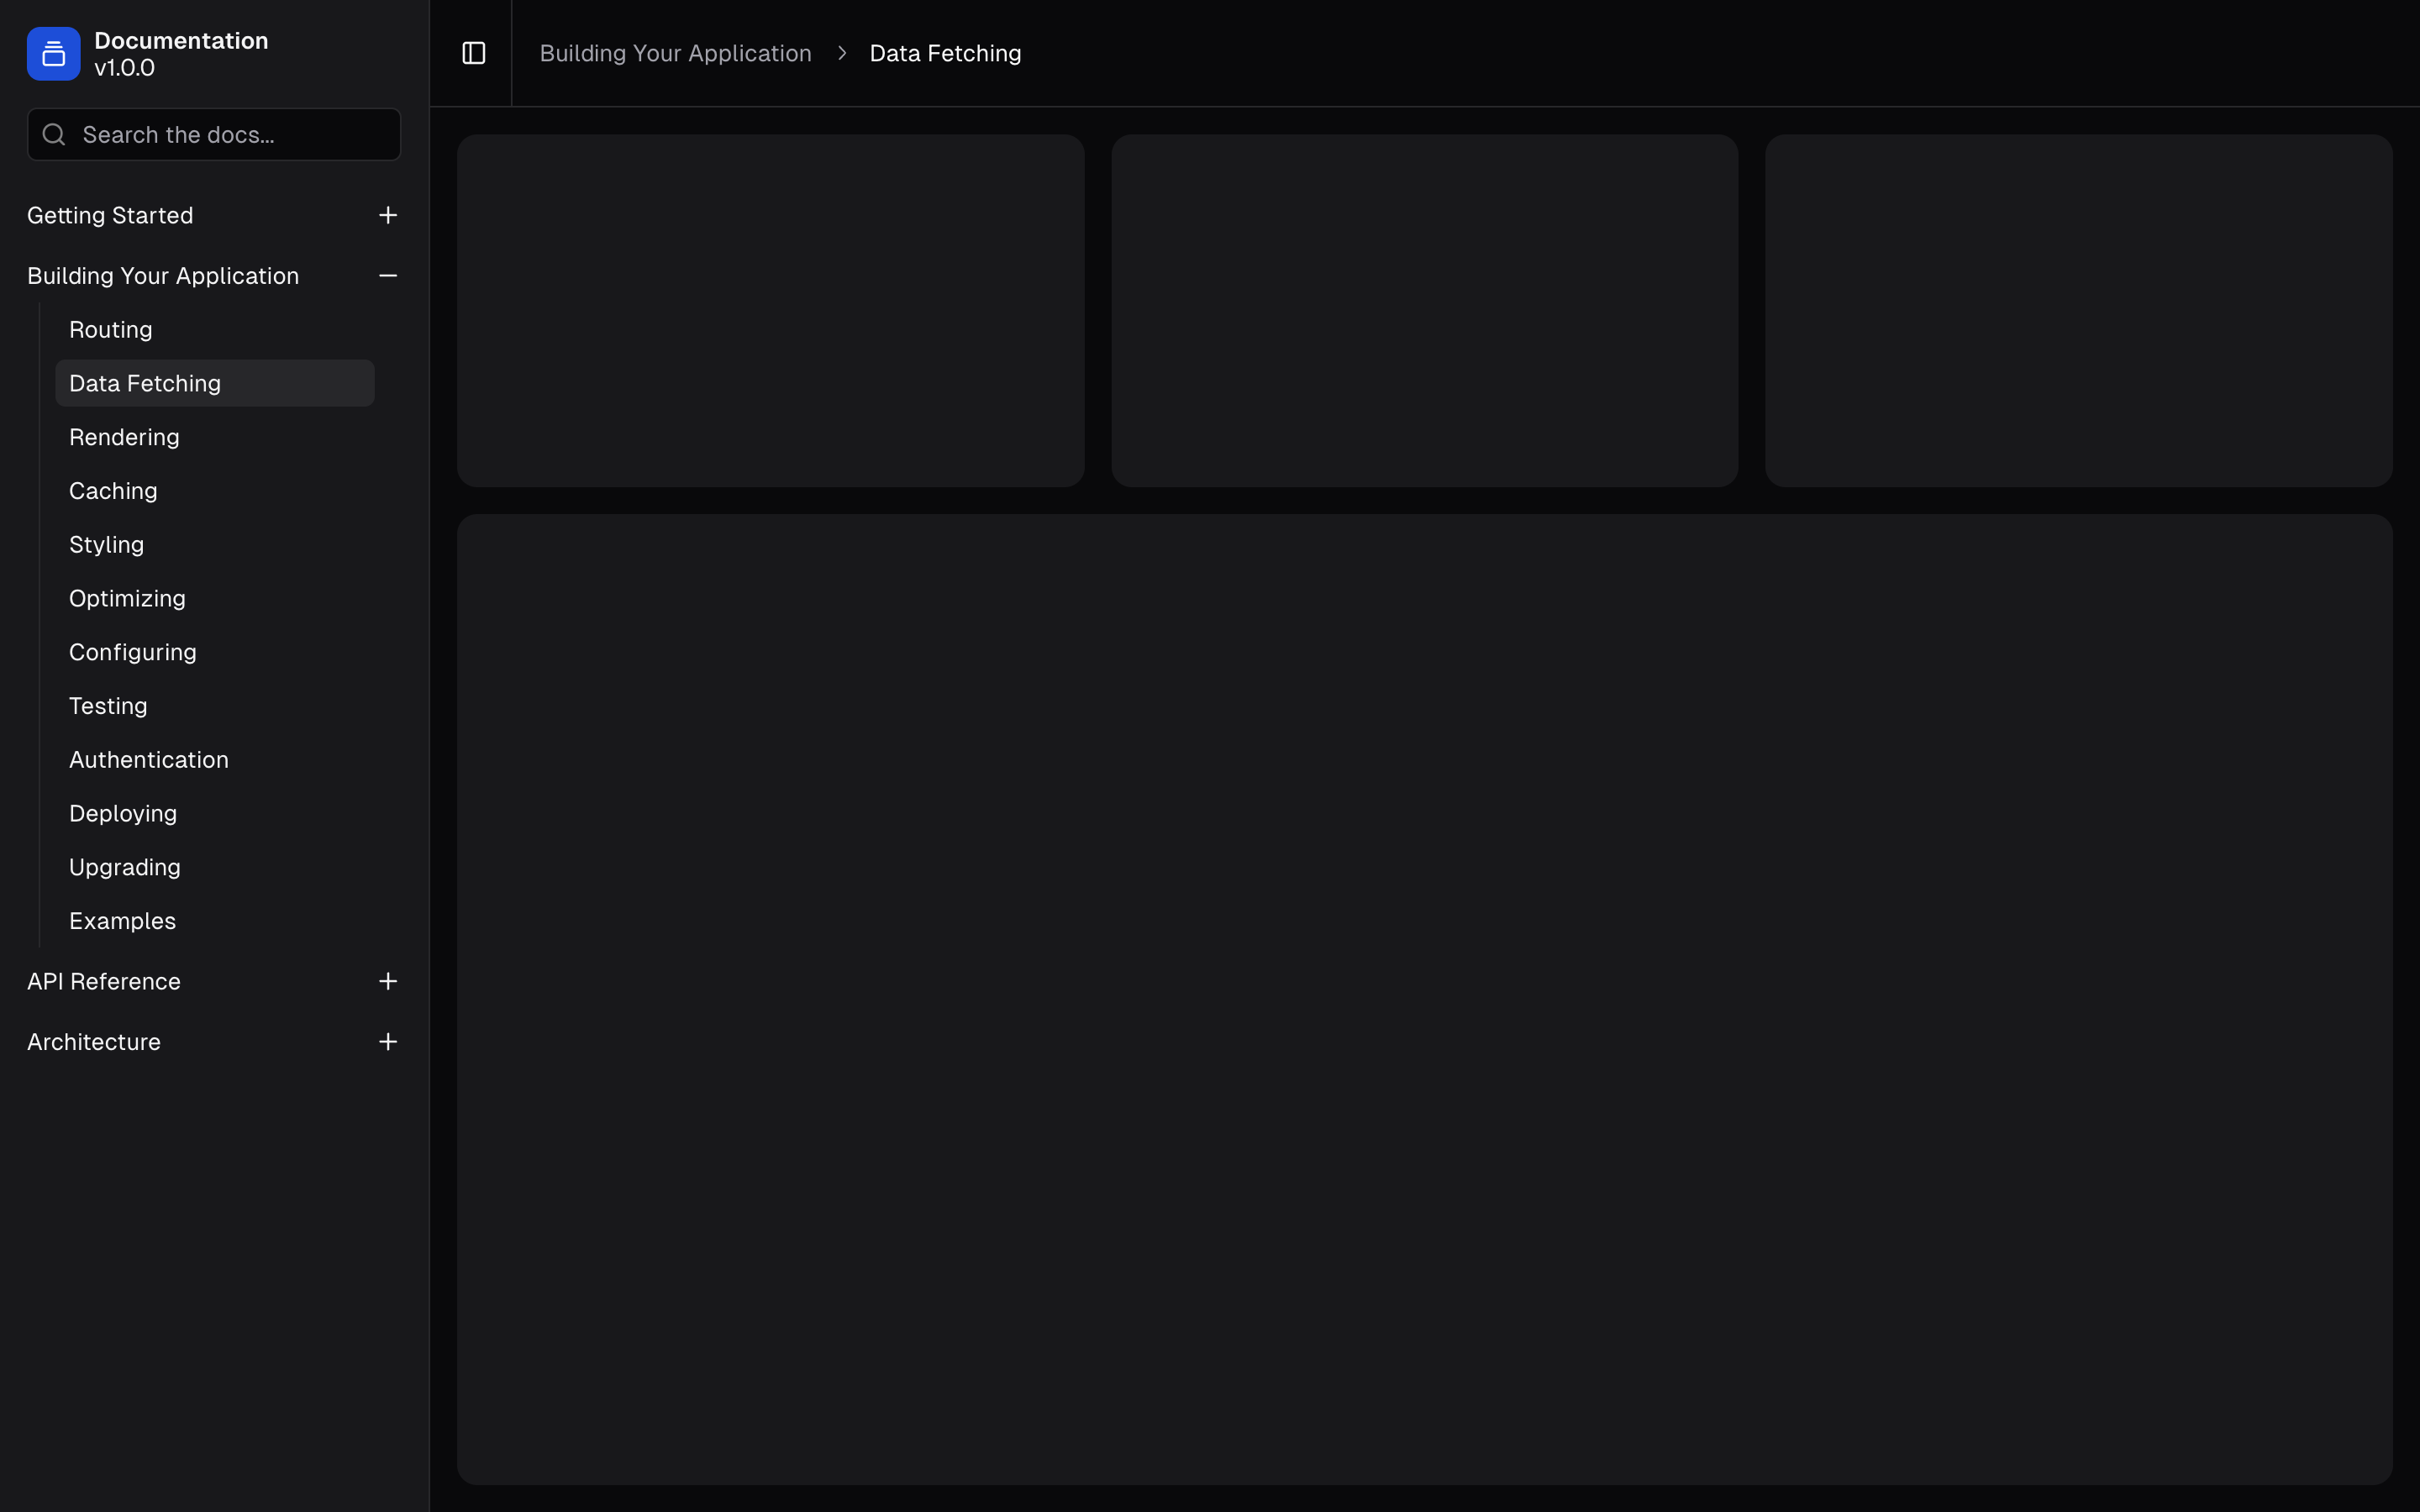 Documentation
v1.0.0
Search the docs...
Getting Started
Building Your Application
Routing
Data Fetching
Rendering
Caching
Styling
Optimizing
Configuring
Testing
Authentication
Deploying
Upgrading
Examples
API Reference
Architecture
Building Your Application > Data Fetching